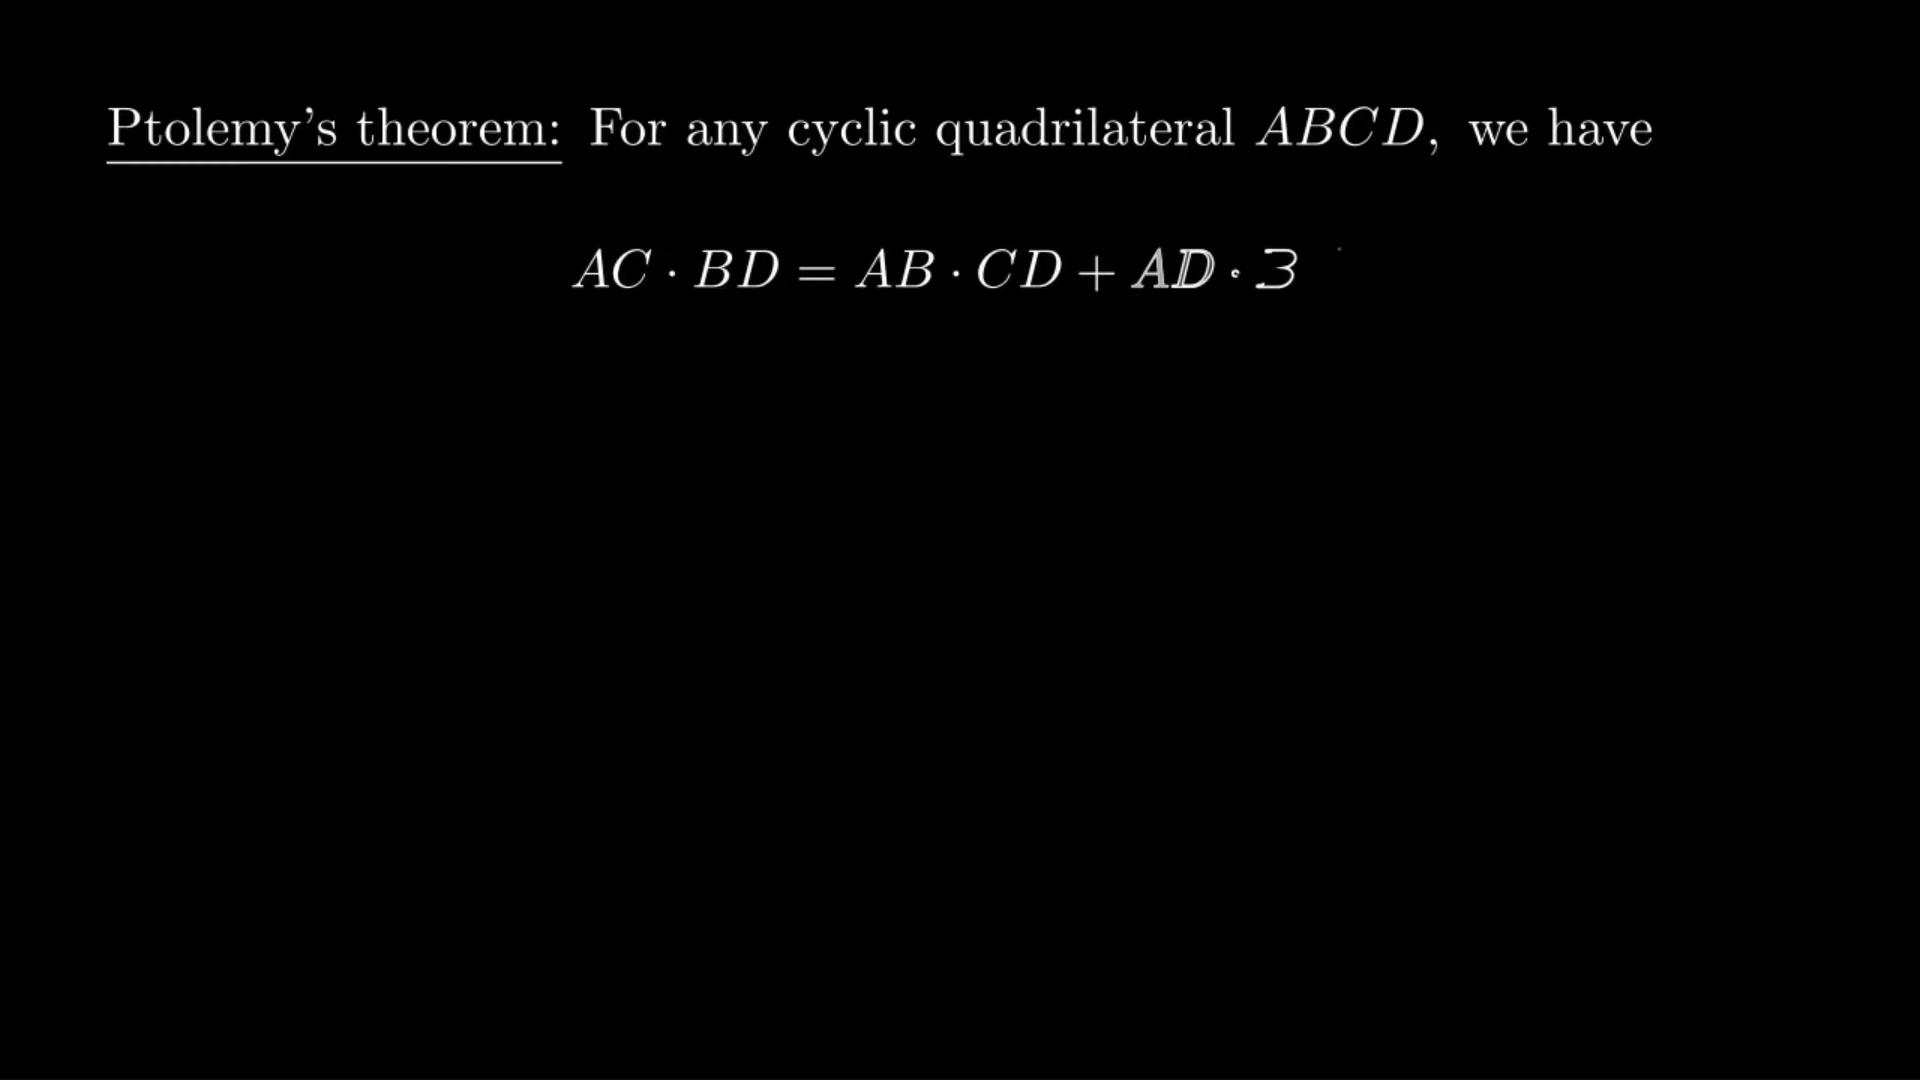 Ptolemy's theorem: For any cyclic quadrilateral ABCD, we have
AC · BD = AB · CD + AD ·